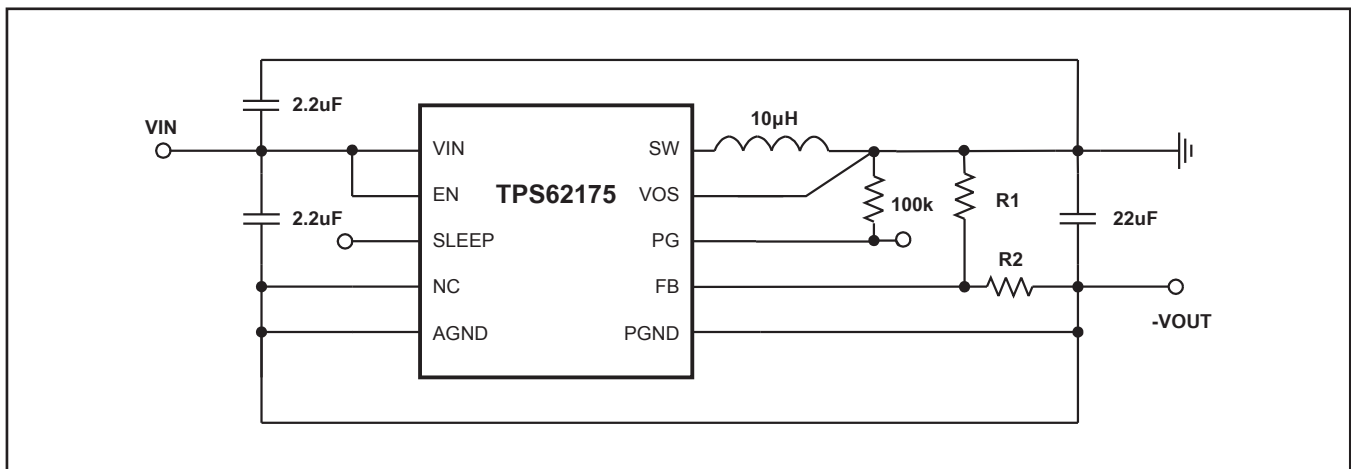 2.2uF
VIN
10µH
VIN
SW
EN
TPS62175
VOS
2.2uF
100k
R1
22uF
SLEEP
PG
R2
NC
FB
-VOUT
AGND
PGND